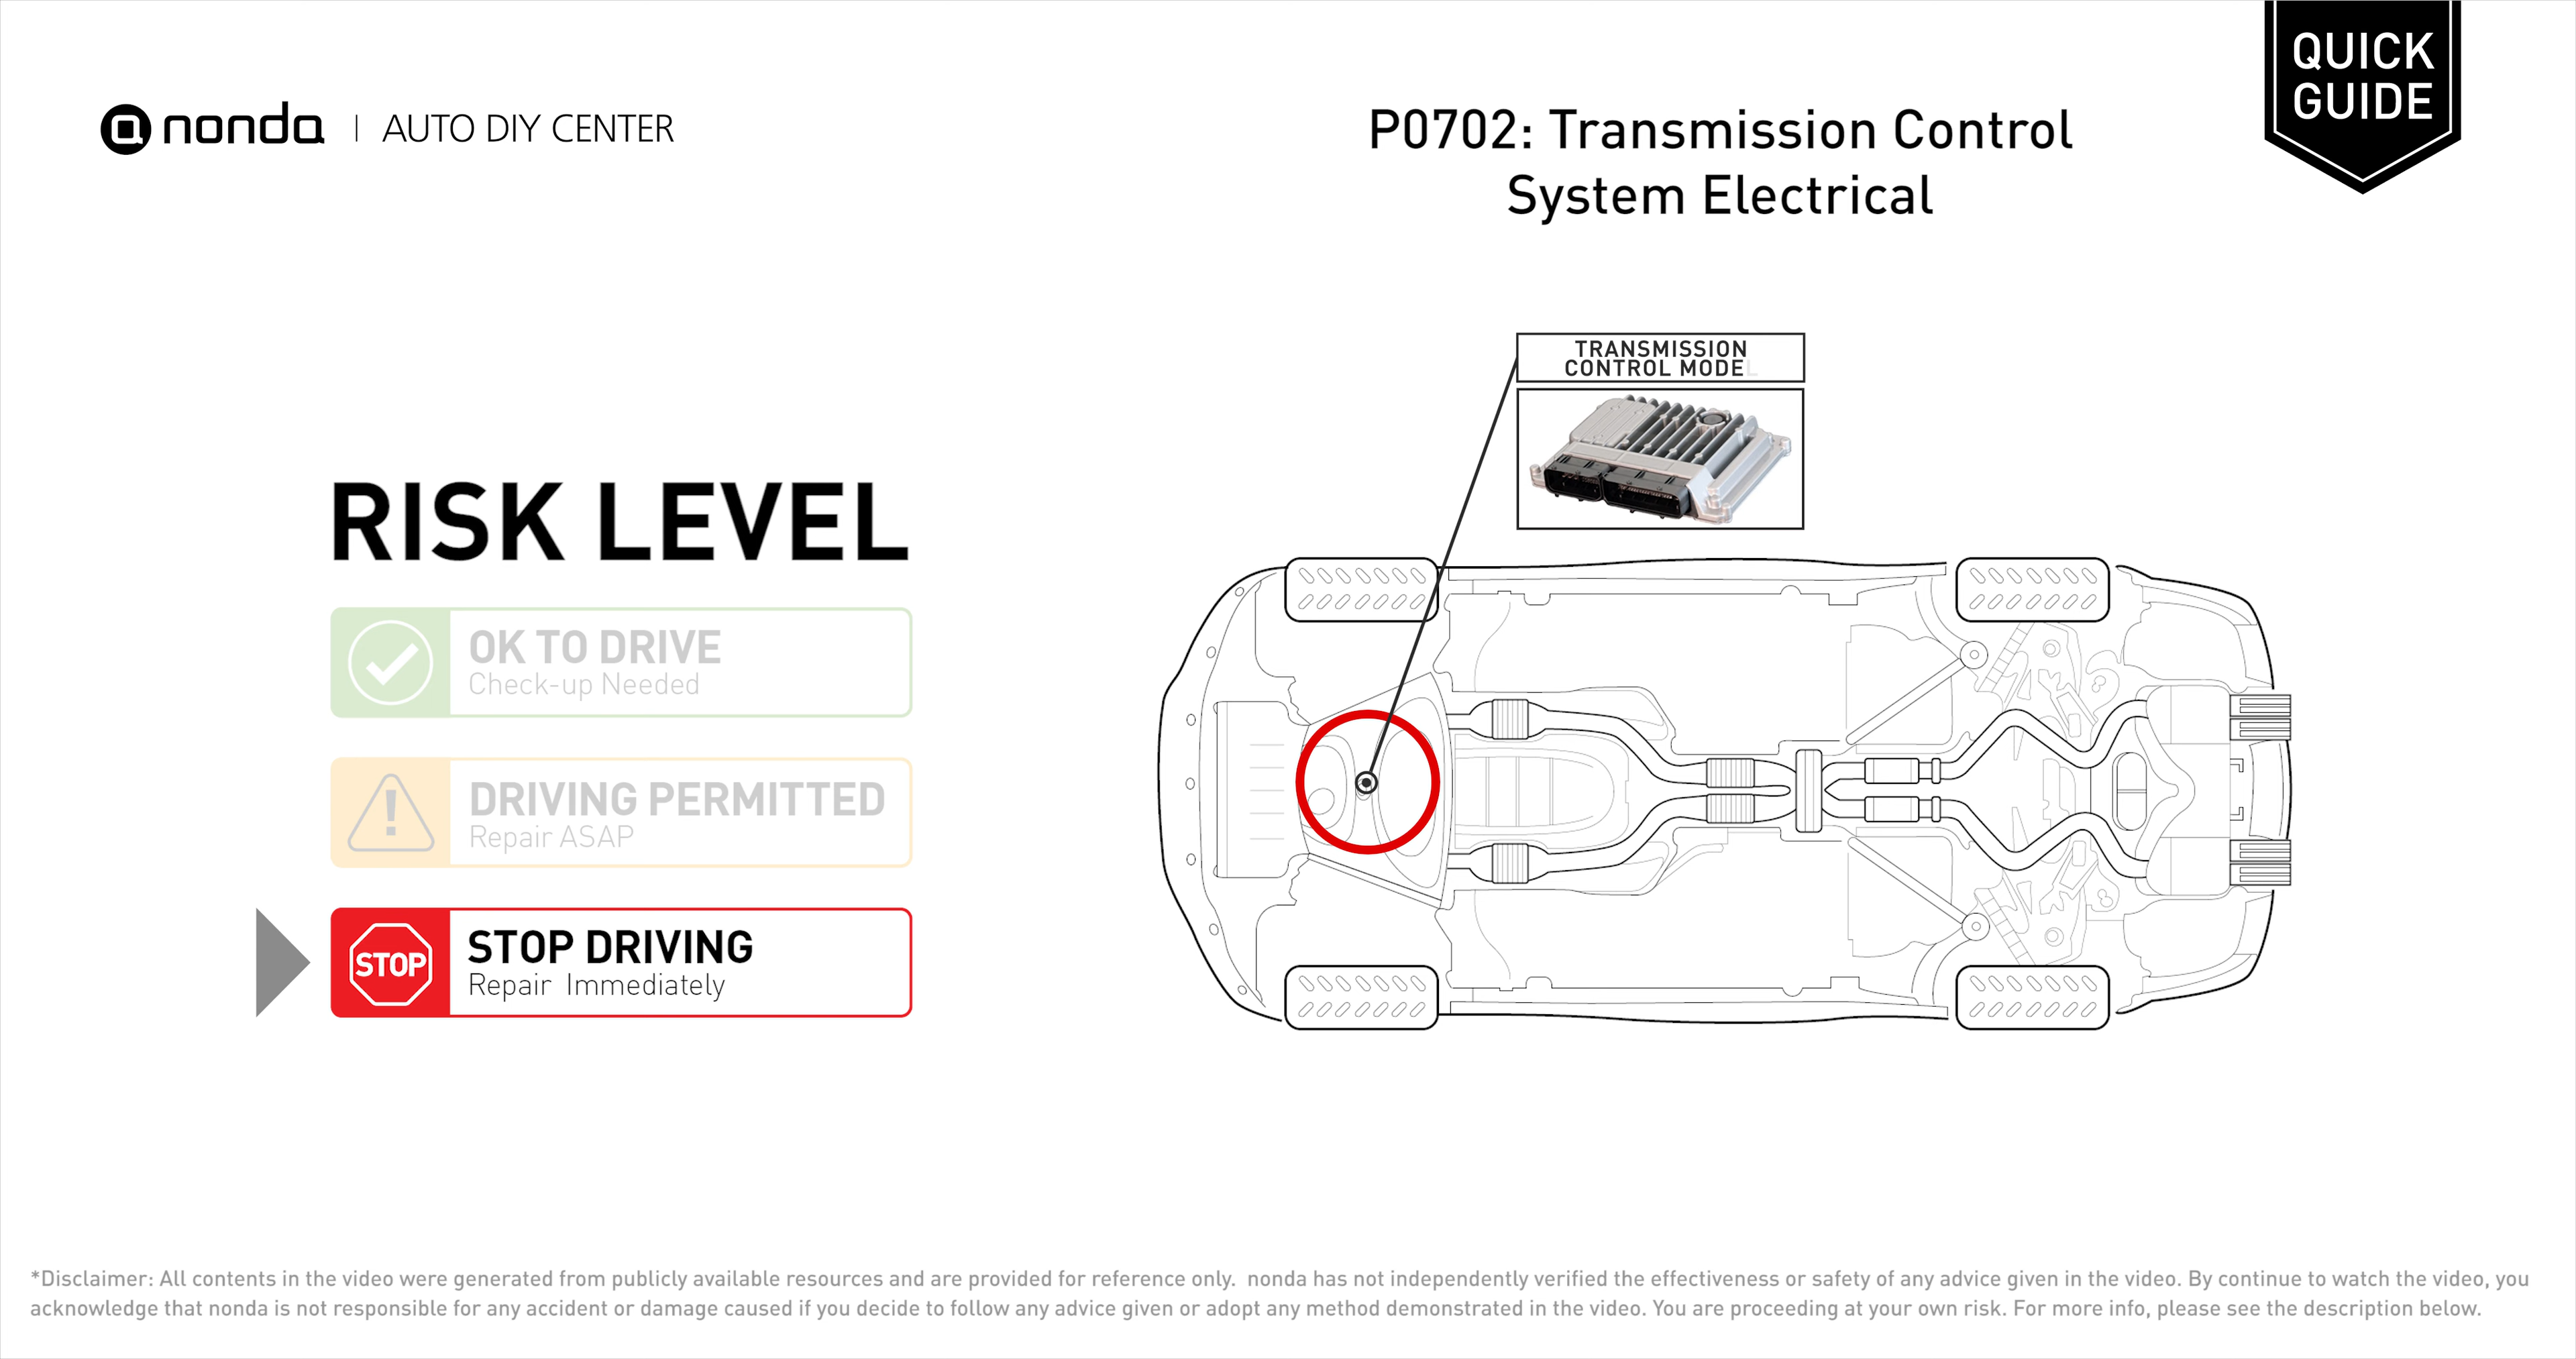 nonda | AUTO DIY CENTER
P0702: Transmission Control
System Electrical
QUICK
GUIDE
TRANSMISSION
CONTROL MODEL
RISK LEVEL
OK TO DRIVE
Check-up Needed
DRIVING PERMITTED
Repair ASAP
STOP
STOP DRIVING
Repair Immediately
*Disclaimer: All contents in the video were generated from publicly available resources and are provided for reference only. nonda has not independently verified the effectiveness or safety of any advice given in the video. By continue to watch the video, you
acknowledge that nonda is not responsible for any accident or damage caused if you decide to follow any advice given or adopt any method demonstrated in the video. You are proceeding at your own risk. For more info, please see the description below.